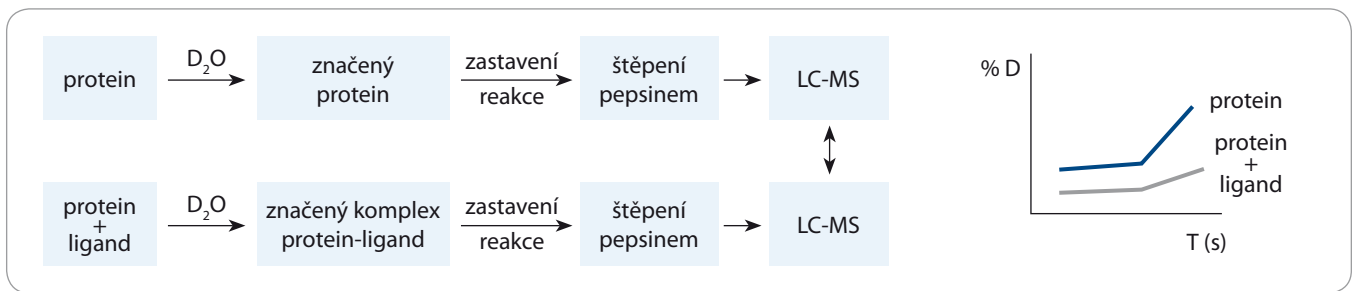 protein
D₂O
značený
protein
zastavení
reakce
štěpení
pepsinem
LC-MS
protein
+
ligand
D₂O
značený komplex
protein-ligand
zastavení
reakce
štěpení
pepsinem
LC-MS
% D
protein
protein
+
ligand
T (s)